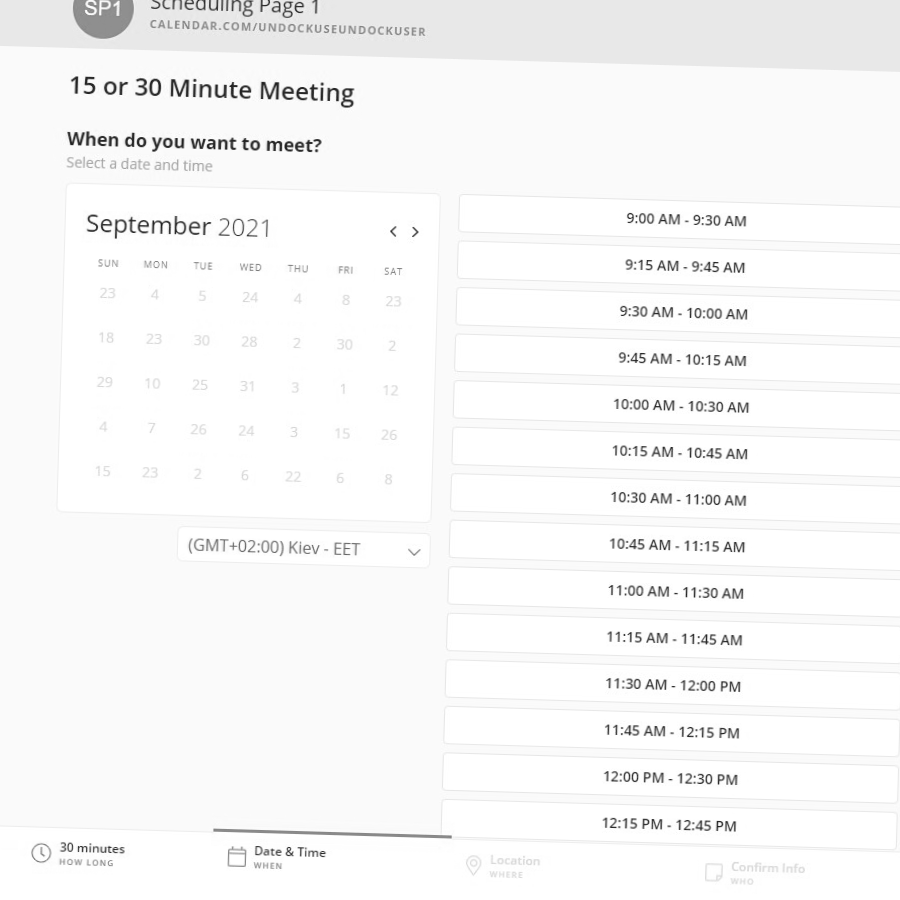 SP1
Scheduling Page 1
CALENDAR.COM/UNDOCKUSEUNDOCKUSER
15 or 30 Minute Meeting
When do you want to meet?
Select a date and time
September 2021
SUN MON TUE WED THU FRI SAT
23 4 5 24 4 8 23
18 23 30 28 2 30 2
29 10 25 31 3 1 12
4 7 26 24 3 15 26
15 23 2 6 22 6 8
(GMT+02:00) Kiev - EET
9:00 AM - 9:30 AM
9:15 AM - 9:45 AM
9:30 AM - 10:00 AM
9:45 AM - 10:15 AM
10:00 AM - 10:30 AM
10:15 AM - 10:45 AM
10:30 AM - 11:00 AM
10:45 AM - 11:15 AM
11:00 AM - 11:30 AM
11:15 AM - 11:45 AM
11:30 AM - 12:00 PM
11:45 AM - 12:15 PM
12:00 PM - 12:30 PM
12:15 PM - 12:45 PM
30 minutes
HOW LONG
Date & Time
WHEN
Location
WHERE
Confirm Info
WHO